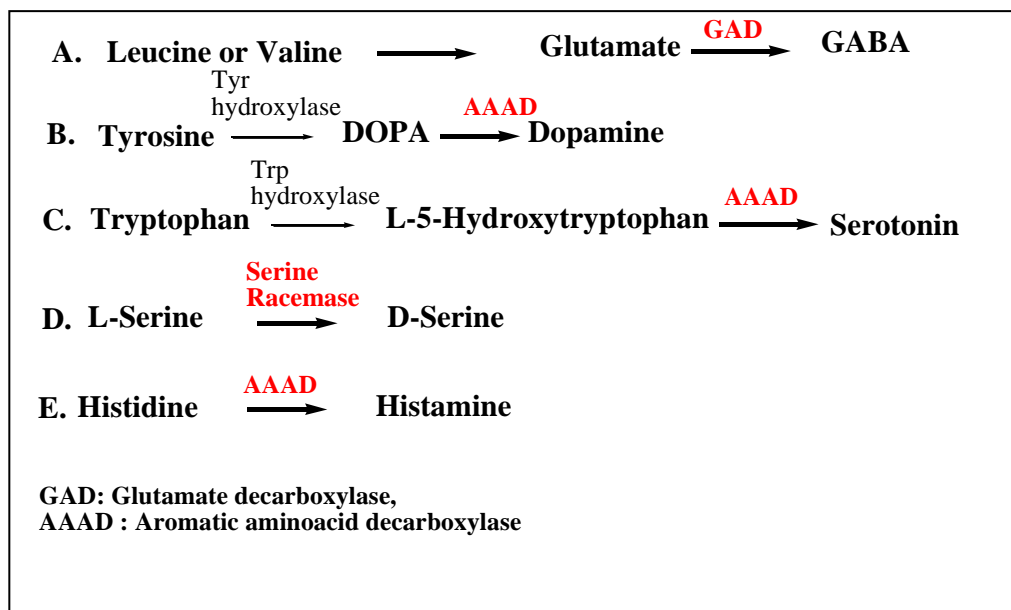 GAD
A. Leucine or Valine Glutamate GABA
Tyr
hydroxylase AAAD
B. Tyrosine DOPA Dopamine
Trp
hydroxylase AAAD
C. Tryptophan L-5-Hydroxytryptophan Serotonin
Serine
Racemase
D. L-Serine D-Serine
AAAD
E. Histidine Histamine
GAD: Glutamate decarboxylase,
AAAD : Aromatic aminoacid decarboxylase